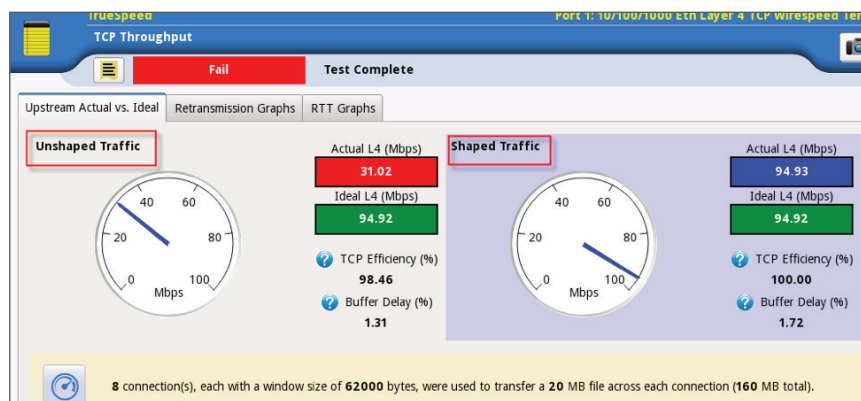 TrueSpeed
Port 1: 10/100/1000 Eth Layer 4 TCP Wirespeed
TCP Throughput
Fail
Test Complete
Upstream Actual vs. Ideal
Retransmission Graphs
RTT Graphs
Unshaped Traffic
0
20
40
60
80
100
Mbps
Actual L4 (Mbps)
31.02
Ideal L4 (Mbps)
94.92
? TCP Efficiency (%)
98.46
? Buffer Delay (%)
1.31
Shaped Traffic
0
20
40
60
80
100
Mbps
Actual L4 (Mbps)
94.93
Ideal L4 (Mbps)
94.92
? TCP Efficiency (%)
100.00
? Buffer Delay (%)
1.72
8 connection(s), each with a window size of 62000 bytes, were used to transfer a 20 MB file across each connection (160 MB total).